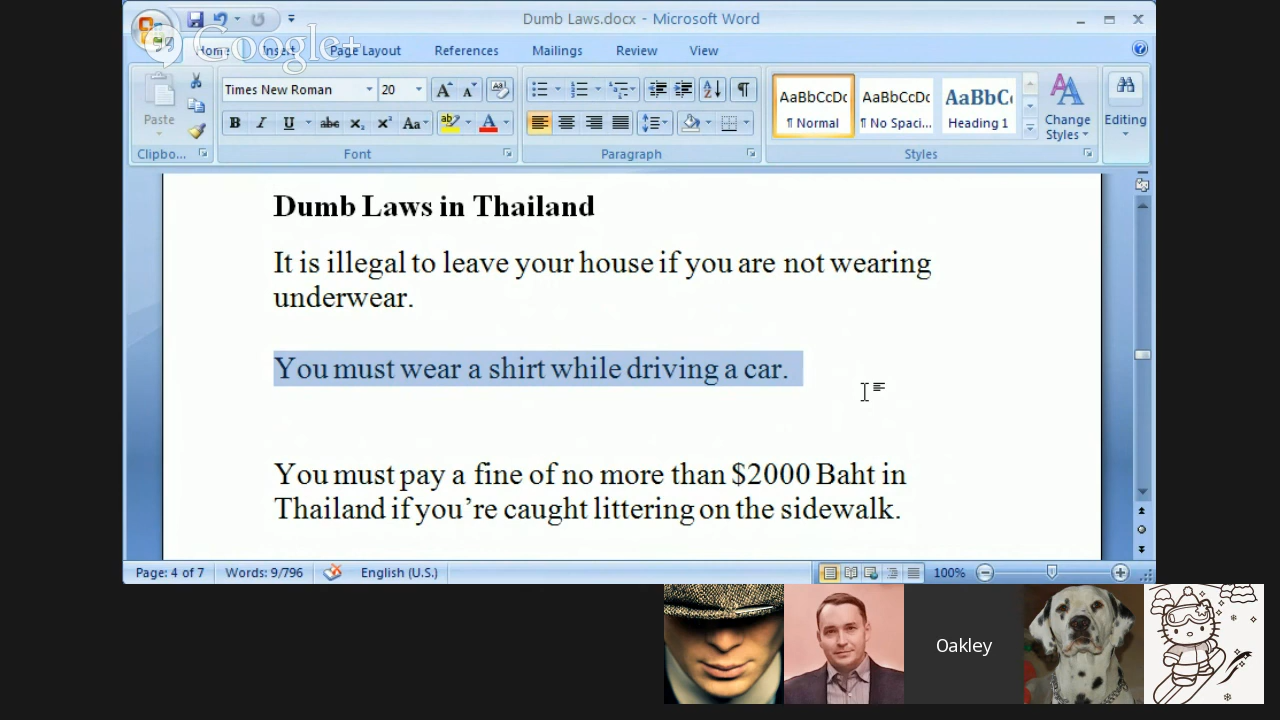 Dumb Laws.docx - Microsoft Word
Google+
Home Insert Page Layout References Mailings Review View
Times New Roman 20
AaBbCcDc AaBbCcDc AaBbC
Paste
¶ Normal ¶ No Spaci... Heading 1 Change Styles Editing
Clipbo... Font Paragraph Styles
Dumb Laws in Thailand
It is illegal to leave your house if you are not wearing
underwear.
You must wear a shirt while driving a car.
You must pay a fine of no more than $2000 Baht in
Thailand if you’re caught littering on the sidewalk.
Page: 4 of 7 Words: 9/796 English (U.S.) 100%
Oakley